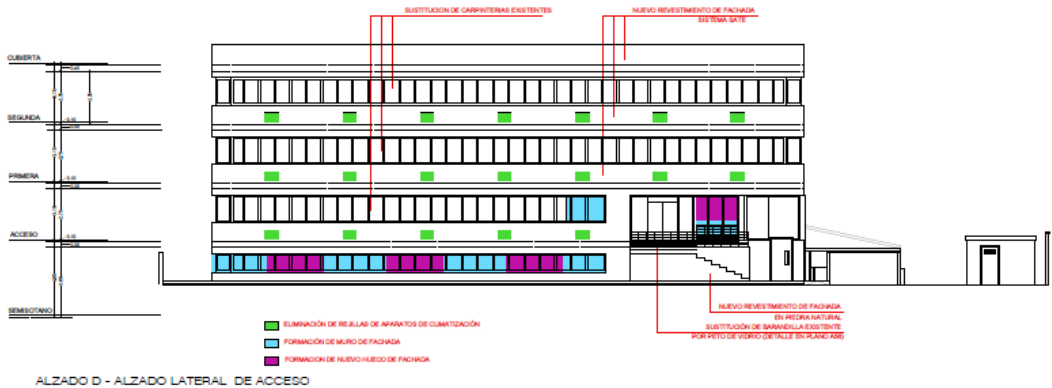 SUSTITUCION DE CARPINTERIAS EXISTENTES
NUEVO REVESTIMIENTO DE FACHADA
SISTEMA SATE
CUBIERTA
SEGUNDA
PRIMERA
ACCESO
SEMISOTANO
NUEVO REVESTIMIENTO DE FACHADA
EN PIEDRA NATURAL
SUSTITUCIÓN DE BARANDILLA EXISTENTE
POR PETO DE VIDRIO (DETALLE EN PLANO A56)
ELIMINACIÓN DE REJILLAS DE APARATOS DE CLIMATIZACIÓN
FORMACIÓN DE MURO DE FACHADA
FORMACION DE NUEVO HUECO DE FACHADA
ALZADO D - ALZADO LATERAL DE ACCESO